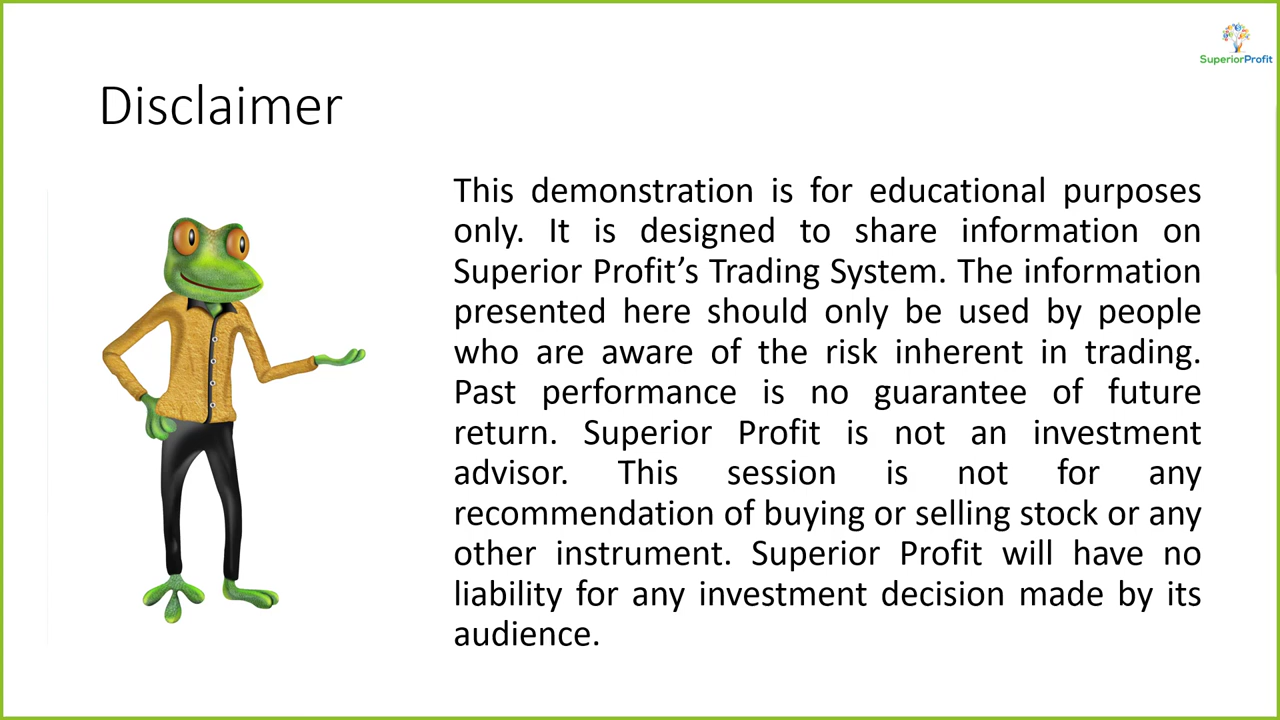 SuperiorProfit
Disclaimer
This demonstration is for educational purposes
only. It is designed to share information on
Superior Profit’s Trading System. The information
presented here should only be used by people
who are aware of the risk inherent in trading.
Past performance is no guarantee of future
return. Superior Profit is not an investment
advisor. This session is not for any
recommendation of buying or selling stock or any
other instrument. Superior Profit will have no
liability for any investment decision made by its
audience.